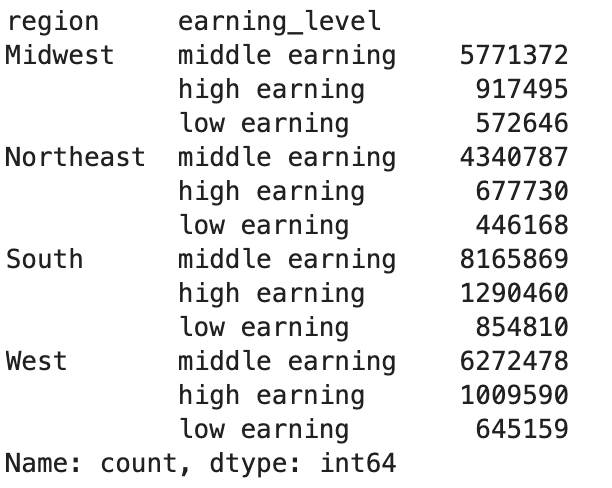 region     earning_level
Midwest    middle earning    5771372
           high earning       917495
           low earning        572646
Northeast  middle earning    4340787
           high earning       677730
           low earning        446168
South      middle earning    8165869
           high earning      1290460
           low earning        854810
West       middle earning    6272478
           high earning      1009590
           low earning        645159
Name: count, dtype: int64